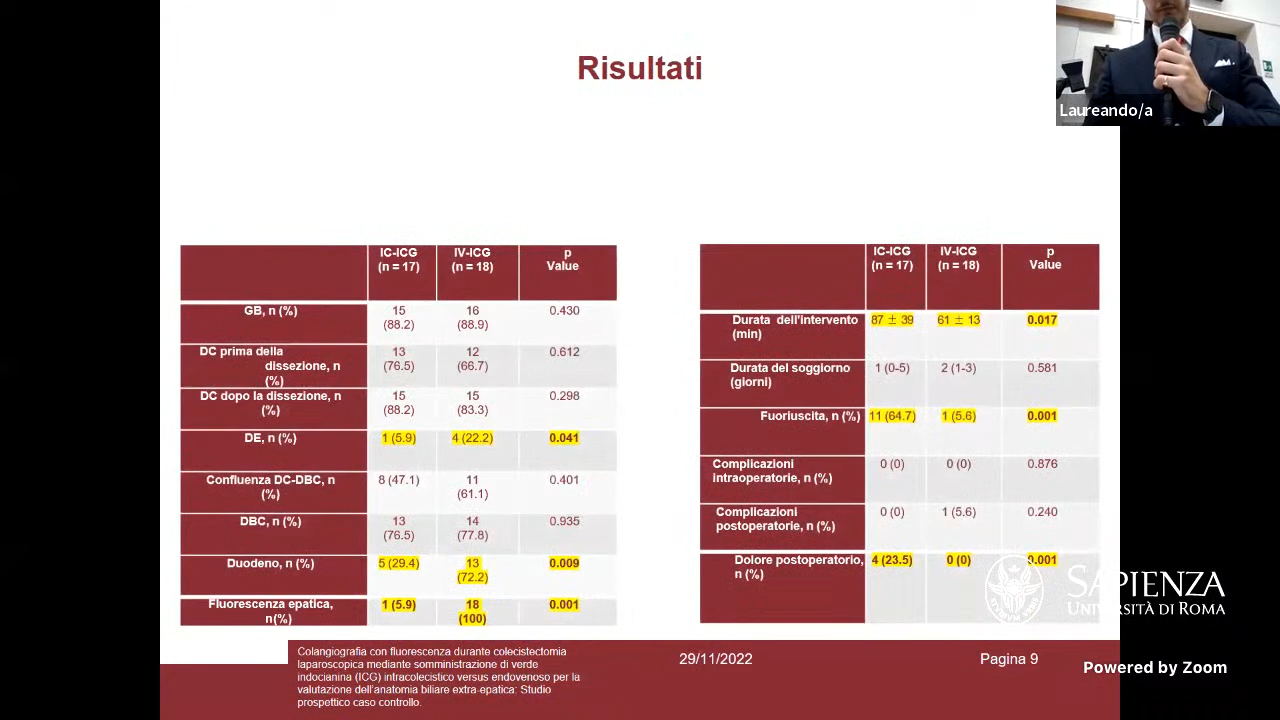 Risultati
Laureando/a
IC-ICG
(n = 17)
IV-ICG
(n = 18)
p
Value
GB, n (%)
15
(88.2)
16
(88.9)
0.430
DC prima della
dissezione, n
(%)
13
(76.5)
12
(66.7)
0.612
DC dopo la dissezione, n
(%)
15
(88.2)
15
(83.3)
0.298
DE, n (%)
1 (5.9)
4 (22.2)
0.041
Confluenza DC-DBC, n
(%)
8 (47.1)
11
(61.1)
0.401
DBC, n (%)
13
(76.5)
14
(77.8)
0.935
Duodeno, n (%)
5 (29.4)
13
(72.2)
0.009
Fluorescenza epatica,
n(%)
1 (5.9)
18
(100)
0.001
IC-ICG
(n = 17)
IV-ICG
(n = 18)
p
Value
Durata dell'intervento
(min)
87 ± 39
61 ± 13
0.017
Durata del soggiorno
(giorni)
1 (0-5)
2 (1-3)
0.581
Fuoriuscita, n (%)
11 (64.7)
1 (5.6)
0.001
Complicazioni
intraoperatorie, n (%)
0 (0)
0 (0)
0.876
Complicazioni
postoperatorie, n (%)
0 (0)
1 (5.6)
0.240
Dolore postoperatorio,
n (%)
4 (23.5)
0 (0)
0.001
SAPIENZA
UNIVERSITÀ DI ROMA
Colangiografia con fluorescenza durante colecistectomia
laparoscopica mediante somministrazione di verde
indocianina (ICG) intracolecistico versus endovenoso per la
valutazione dell'anatomia biliare extra-epatica: Studio
prospettico caso controllo.
29/11/2022
Pagina 9
Powered by Zoom